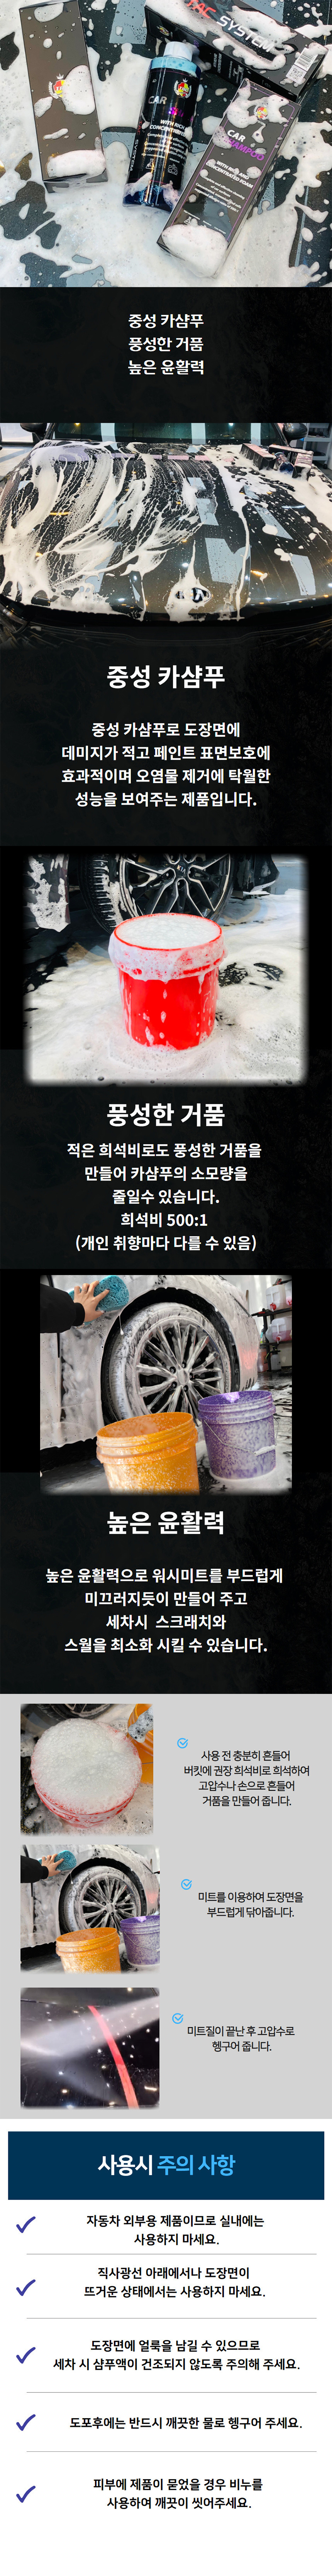 TAC SYSTEM
CAR
WITH RICH
CONCENTR
CAR
SHAMPOO
WITH RICH AND
CONCENTRATED FOAM
중성 카샴푸
풍성한 거품
높은 윤활력
중성 카샴푸
중성 카샴푸로 도장면에
데미지가 적고 페인트 표면보호에
효과적이며 오염물 제거에 탁월한
성능을 보여주는 제품입니다.
풍성한 거품
적은 희석비로도 풍성한 거품을
만들어 카샴푸의 소모량을
줄일수 있습니다.
희석비 500:1
(개인 취향마다 다를 수 있음)
높은 윤활력
높은 윤활력으로 워시미트를 부드럽게
미끄러지듯이 만들어 주고
세차시 스크래치와
스월을 최소화 시킬 수 있습니다.
사용 전 충분히 흔들어
버킷에 권장 희석비로 희석하여
고압수나 손으로 흔들어
거품을 만들어 줍니다.
미트를 이용하여 도장면을
부드럽게 닦아줍니다.
미트질이 끝난 후 고압수로
헹구어 줍니다.
사용시 주의 사항
자동차 외부용 제품이므로 실내에는
사용하지 마세요.
직사광선 아래에서나 도장면이
뜨거운 상태에서는 사용하지 마세요.
도장면에 얼룩을 남길 수 있으므로
세차 시 샴푸액이 건조되지 않도록 주의해 주세요.
도포후에는 반드시 깨끗한 물로 헹구어 주세요.
피부에 제품이 묻었을 경우 비누를
사용하여 깨끗이 씻어주세요.